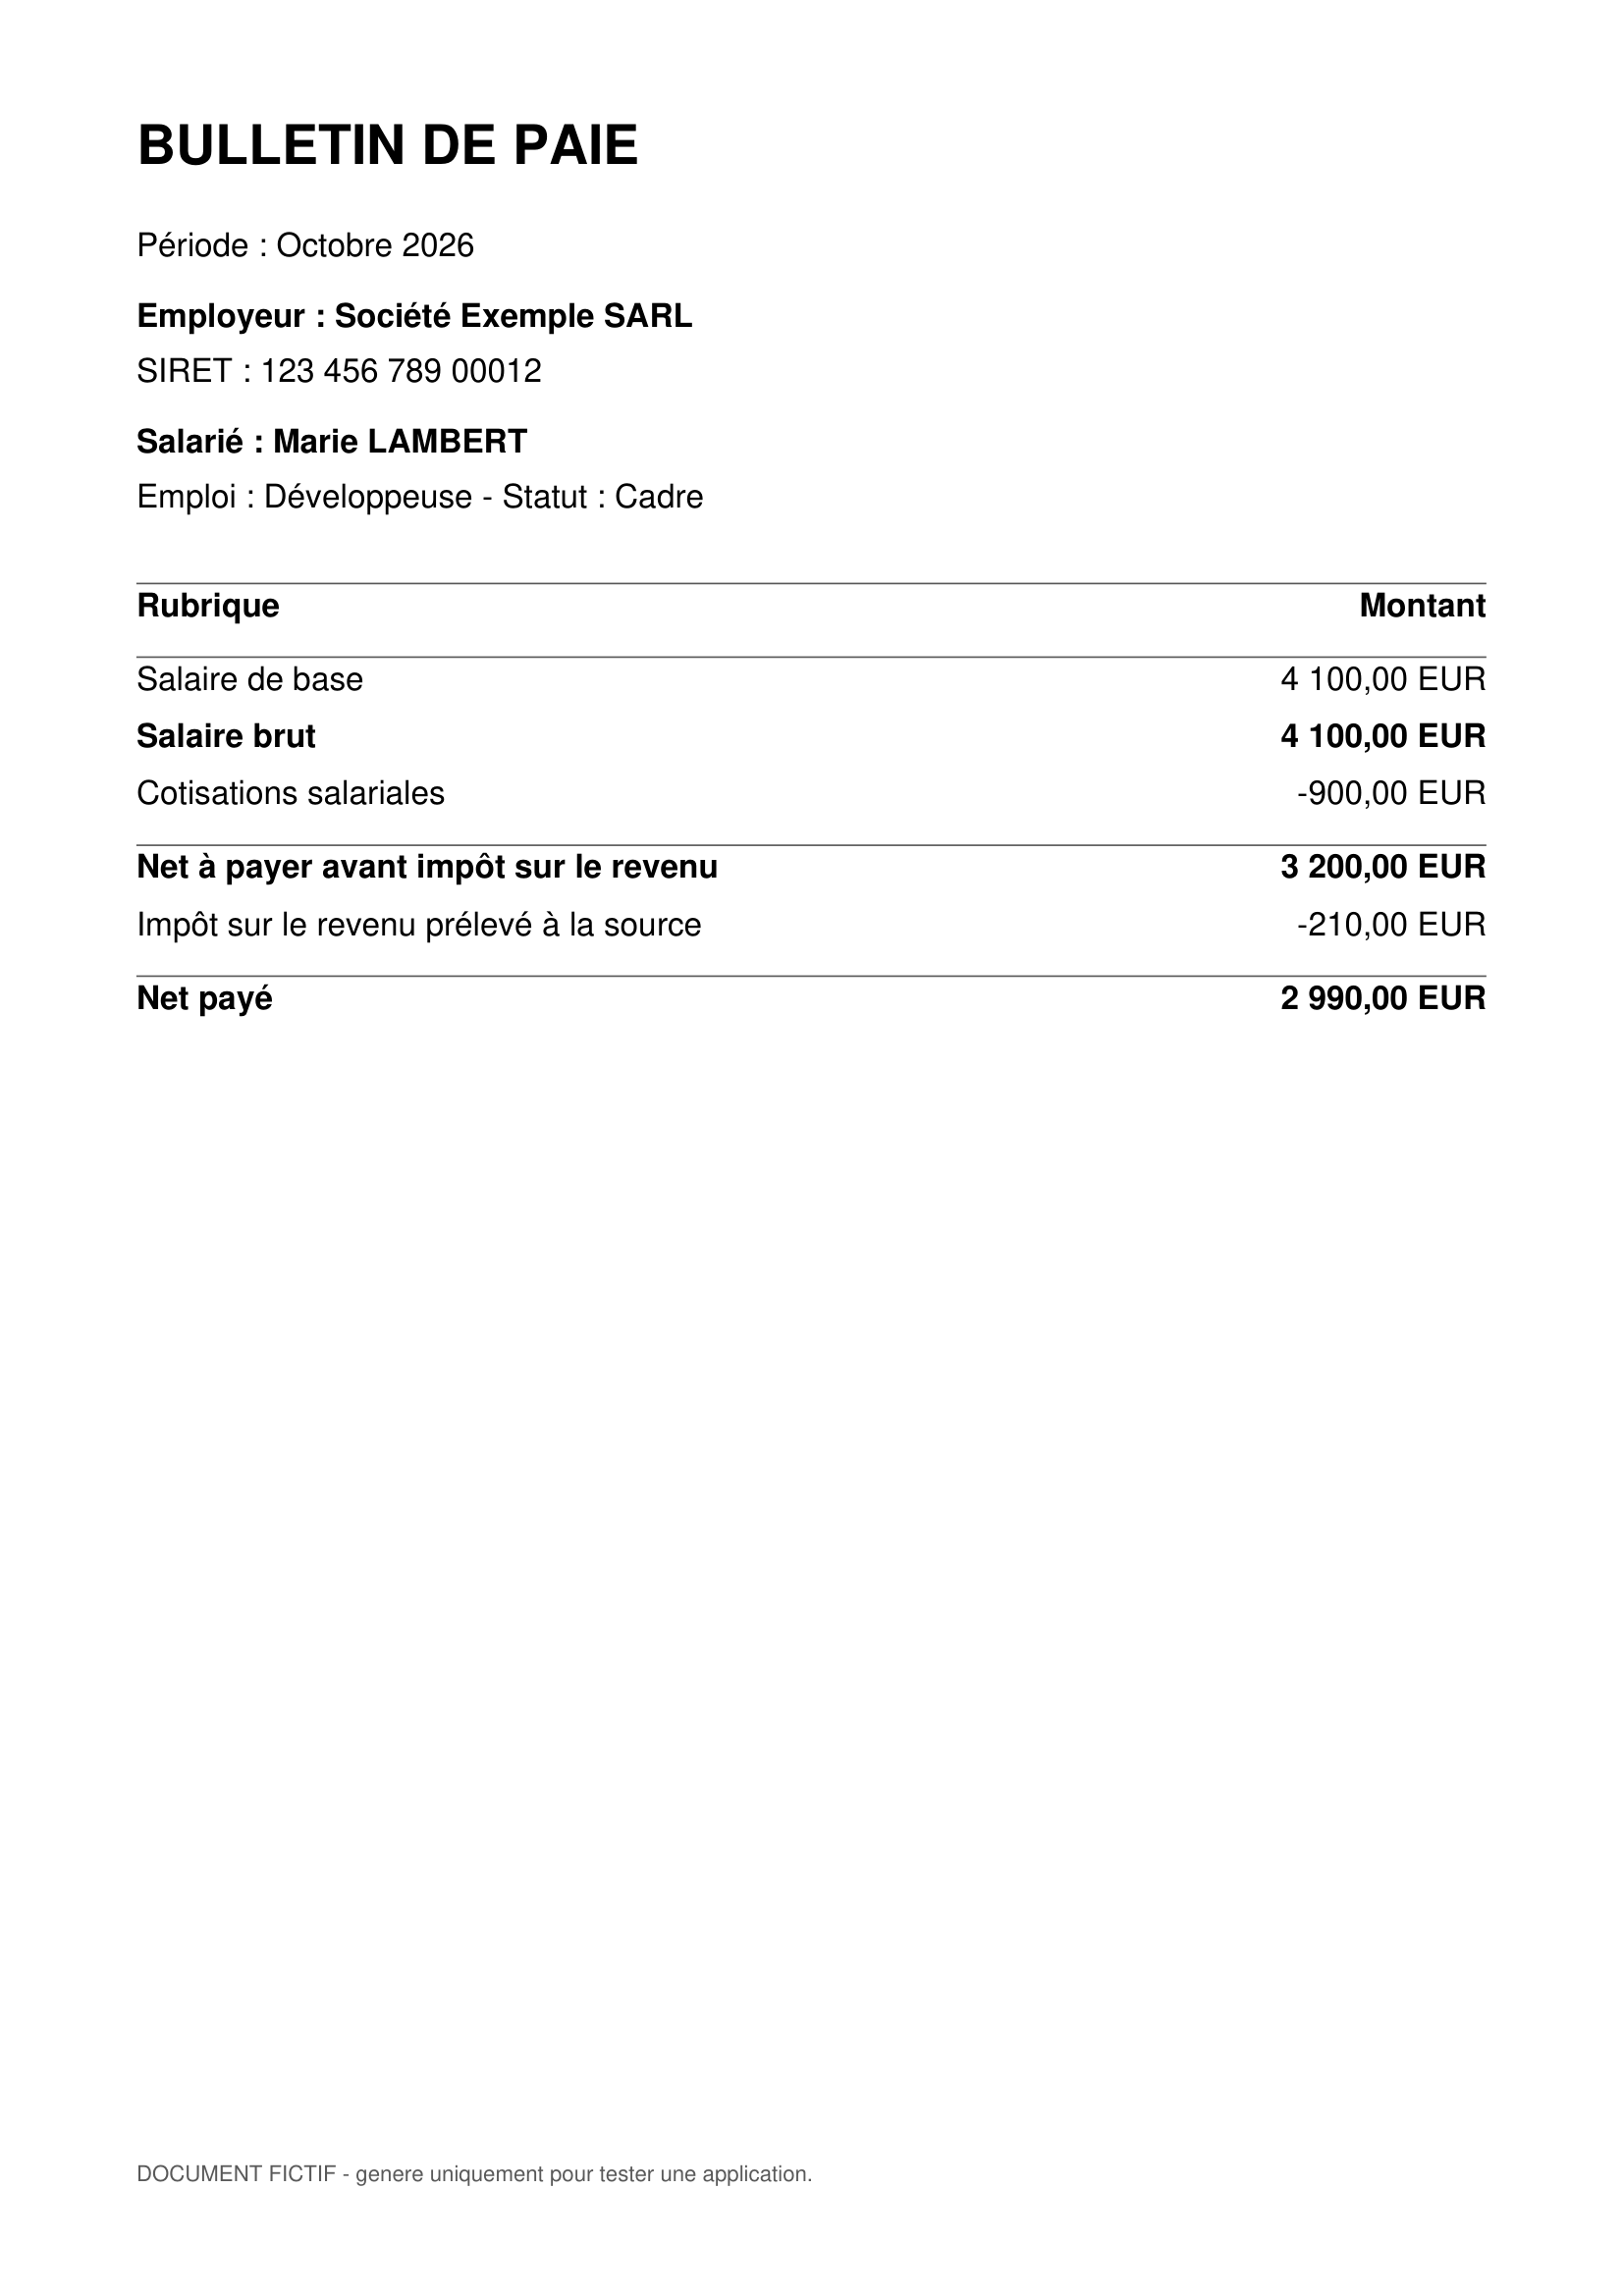 BULLETIN DE PAIE
Période : Octobre 2026
Employeur : Société Exemple SARL
SIRET : 123 456 789 00012
Salarié : Marie LAMBERT
Emploi : Développeuse - Statut : Cadre
Rubrique Montant
Salaire de base 4 100,00 EUR
Salaire brut 4 100,00 EUR
Cotisations salariales -900,00 EUR
Net à payer avant impôt sur le revenu 3 200,00 EUR
Impôt sur le revenu prélevé à la source -210,00 EUR
Net payé 2 990,00 EUR
DOCUMENT FICTIF - genere uniquement pour tester une application.